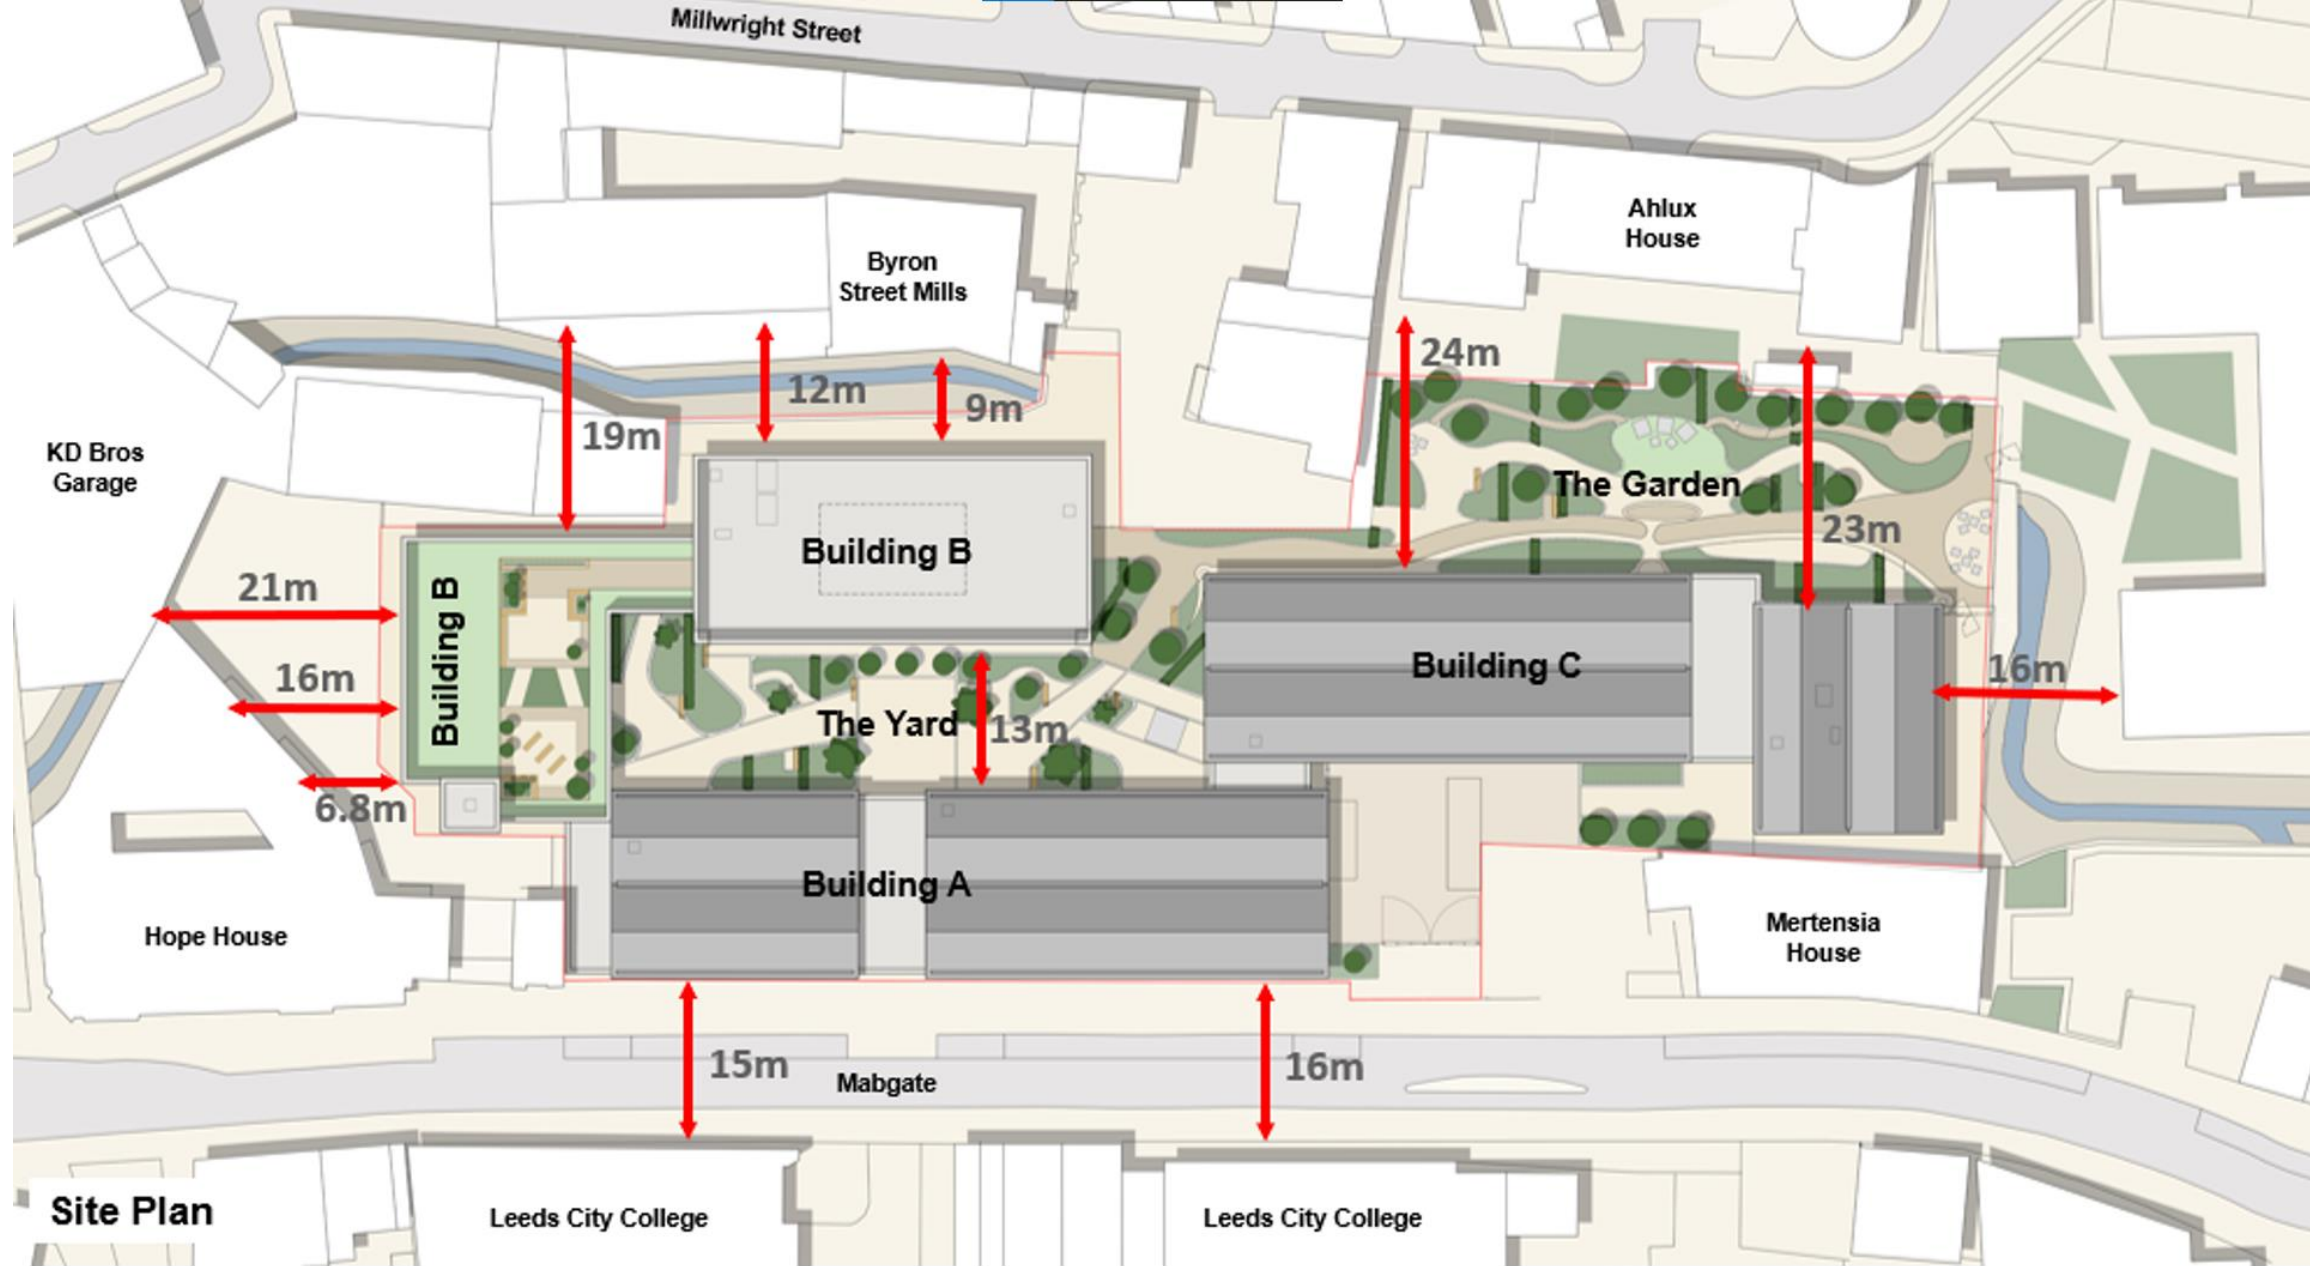 Millwright Street
Ahlux
House
Byron
Street Mills
24m
12m
9m
19m
KD Bros
Garage
The Garden
23m
Building B
21m
Building B
16m
Building C
16m
The Yard
13m
6.8m
Building A
Hope House
Mertensia
House
15m
16m
Mabgate
Site Plan
Leeds City College
Leeds City College